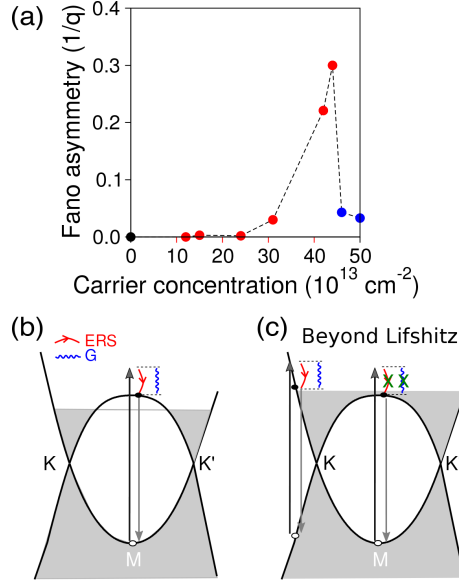 (a)
Fano asymmetry (1/q)
0.4
0.3
0.2
0.1
0.0
0 10 20 30 40 50
Carrier concentration (10¹³ cm⁻²)
(b)
ERS
G
K
K'
M
(c) Beyond Lifshitz
X X
K
K
M